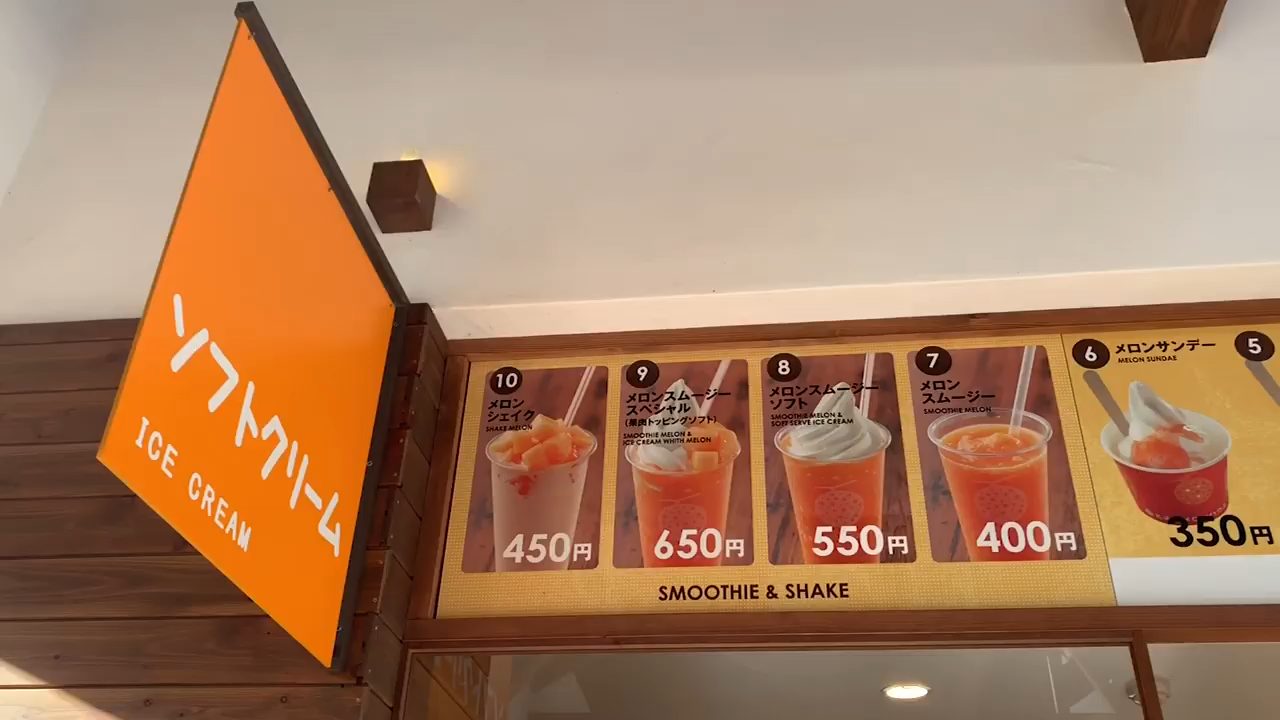 ソフトクリーム
ICE CREAM
10
メロン
シェイク
SHAKE MELON
450円
9
メロンスムージー
スペシャル
(果肉トッピングソフト)
SMOOTHIE MELON &
ICE CREAM WHITH MELON
650円
8
メロンスムージー
ソフト
SMOOTHIE MELON &
SOFT SERVE ICE CREAM
550円
7
メロン
スムージー
SMOOTHIE MELON
400円
6
メロンサンデー
MELON SUNDAE
350円
5
SMOOTHIE & SHAKE